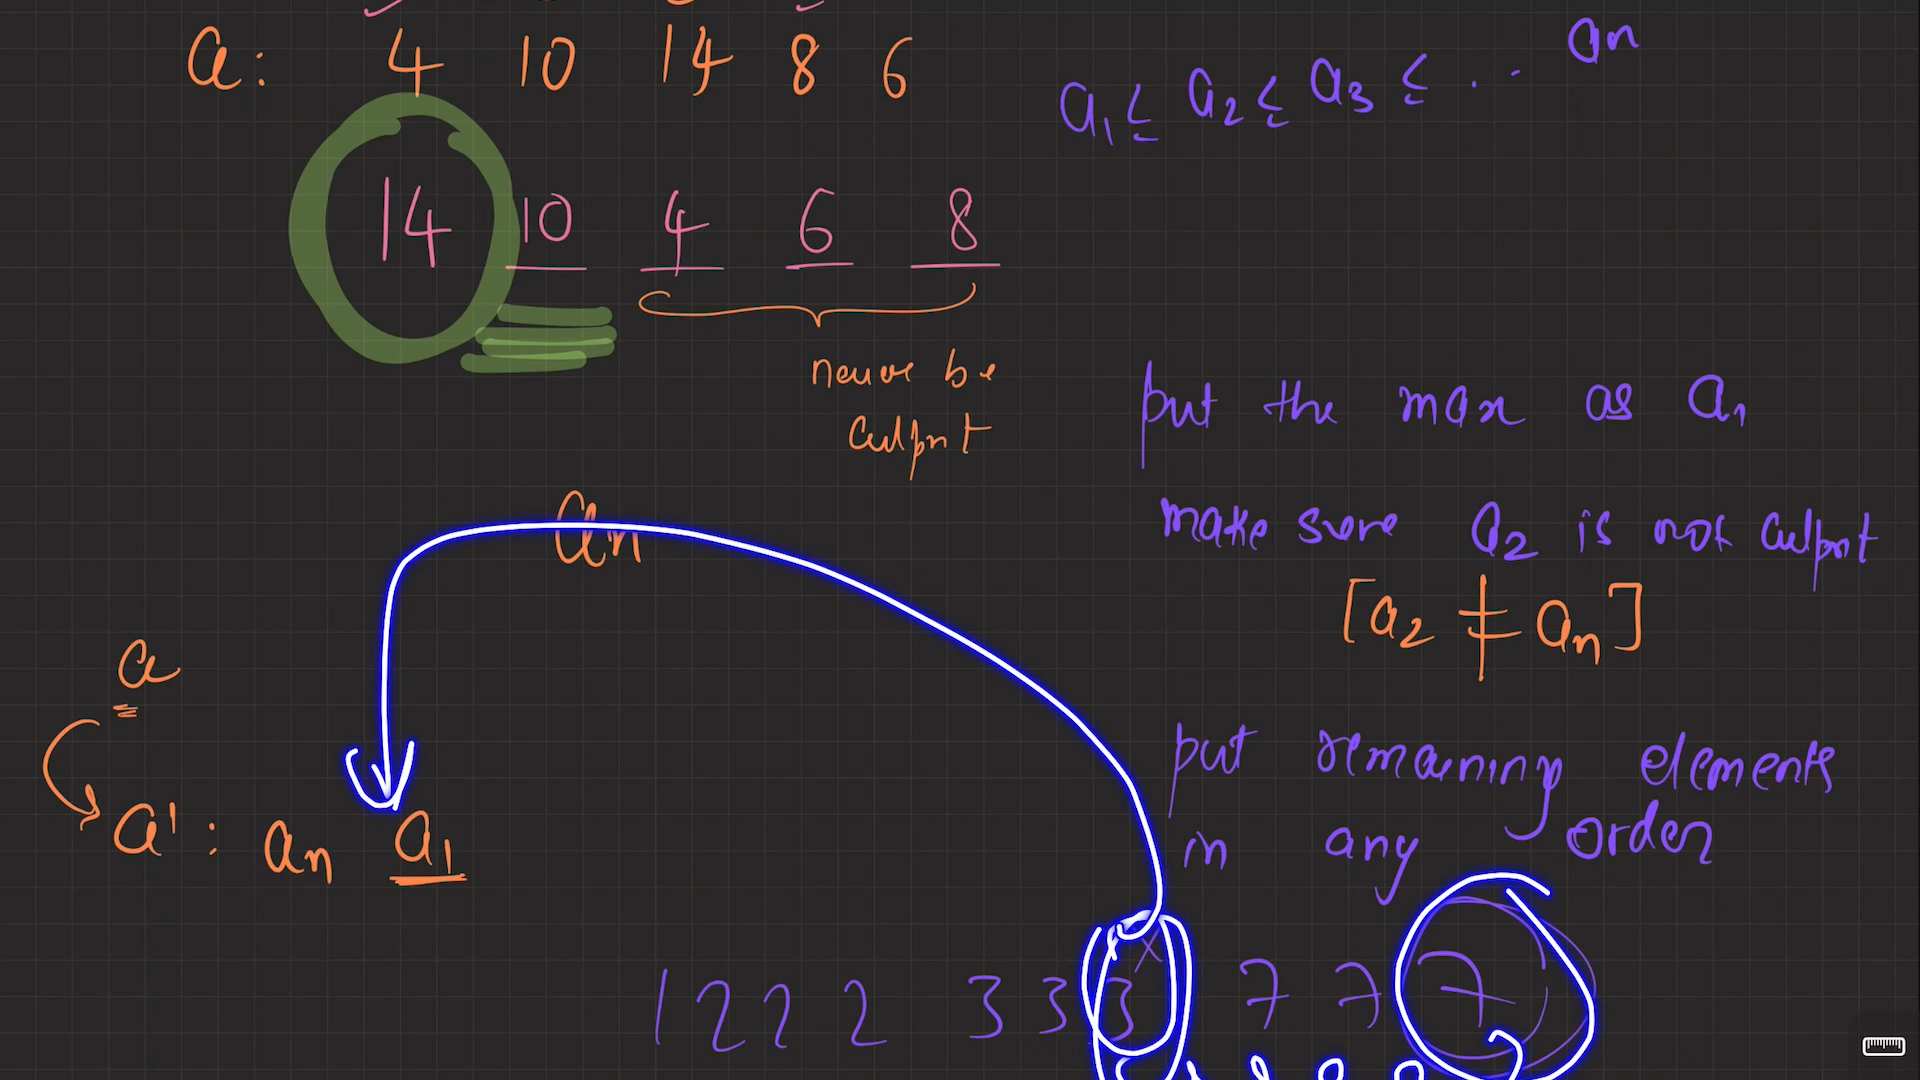 a: 4 10 14 8 6
a1 ≤ a2 ≤ a3 ≤ ... an
14 10 4 6 8
never be
culprit
put the max as a1
make sure a2 is not culprit
[a2 ≠ an]
an
a
a': an a1
put remaining elements
in any order
1 2 2 2 3 3 3 7 7 7